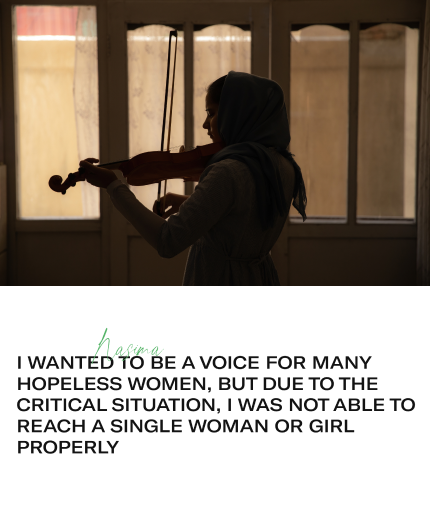 Nasima
I WANTED TO BE A VOICE FOR MANY
HOPELESS WOMEN, BUT DUE TO THE
CRITICAL SITUATION, I WAS NOT ABLE TO
REACH A SINGLE WOMAN OR GIRL
PROPERLY